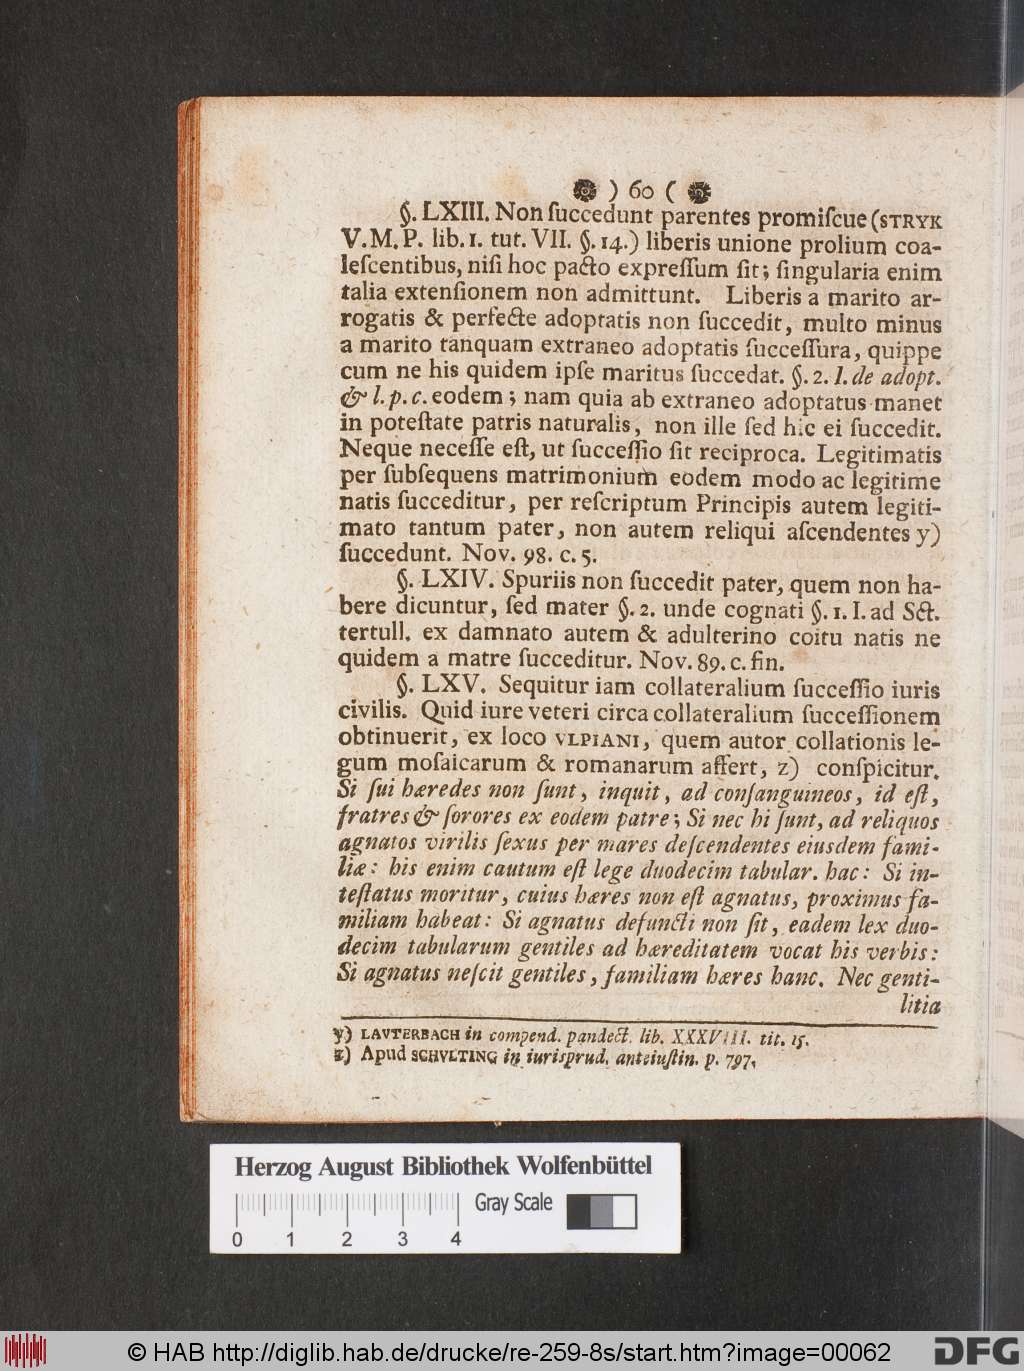 ) 60 (
§. LXIII. Non ſuccedunt parentes promiſcue (STRYK
V. M. P. lib. 1. tut. VII. §. 14.) liberis unione prolium coa-
leſcentibus, niſi hoc pacto expreſſum ſit; ſingularia enim
talia extenſionem non admittunt. Liberis a marito ar-
rogatis & perfecte adoptatis non ſuccedit, multo minus
a marito tanquam extraneo adoptatis ſucceſſura, quippe
cum ne his quidem ipſe maritus ſuccedat. §. 2. I. de adopt.
& l. p. c. eodem; nam quia ab extraneo adoptatus manet
in poteſtate patris naturalis, non ille ſed hic ei ſuccedit.
Neque neceſſe eſt, ut ſucceſſio ſit reciproca. Legitimatis
per ſubſequens matrimonium eodem modo ac legitime
natis ſucceditur, per reſcriptum Principis autem legiti-
mato tantum pater, non autem reliqui aſcendentes y)
ſuccedunt. Nov. 98. c. 5.
§. LXIV. Spuriis non ſuccedit pater, quem non ha-
bere dicuntur, ſed mater §. 2. unde cognati §. 1. I. ad Sct.
tertull. ex damnato autem & adulterino coitu natis ne
quidem a matre ſucceditur. Nov. 89. c. fin.
§. LXV. Sequitur iam collateralium ſucceſſio iuris
civilis. Quid iure veteri circa collateralium ſucceſſionem
obtinuerit, ex loco VLPIANI, quem autor collationis le-
gum moſaicarum & romanarum affert, z) conſpicitur.
Si ſui hæredes non ſunt, inquit, ad conſanguineos, id eſt,
fratres & ſorores ex eodem patre; Si nec hi ſunt, ad reliquos
agnatos virilis ſexus per mares deſcendentes eiusdem fami-
liæ: his enim cautum eſt lege duodecim tabular. hac: Si in-
teſtatus moritur, cuius hæres non eſt agnatus, proximus fa-
miliam habeat: Si agnatus defuncti non ſit, eadem lex duo-
decim tabularum gentiles ad hæreditatem vocat his verbis:
Si agnatus neſcit gentiles, familiam hæres hanc. Nec genti-
litia
y) LAVTERBACH in compend. pandect. lib. XXXVIII. tit. 15.
z) Apud SCHVLTING in iurisprud. anteiuſtin. p. 797.
Herzog August Bibliothek Wolfenbüttel
Gray Scale
0 1 2 3 4
© HAB http://diglib.hab.de/drucke/re-259-8s/start.htm?image=00062
DFG